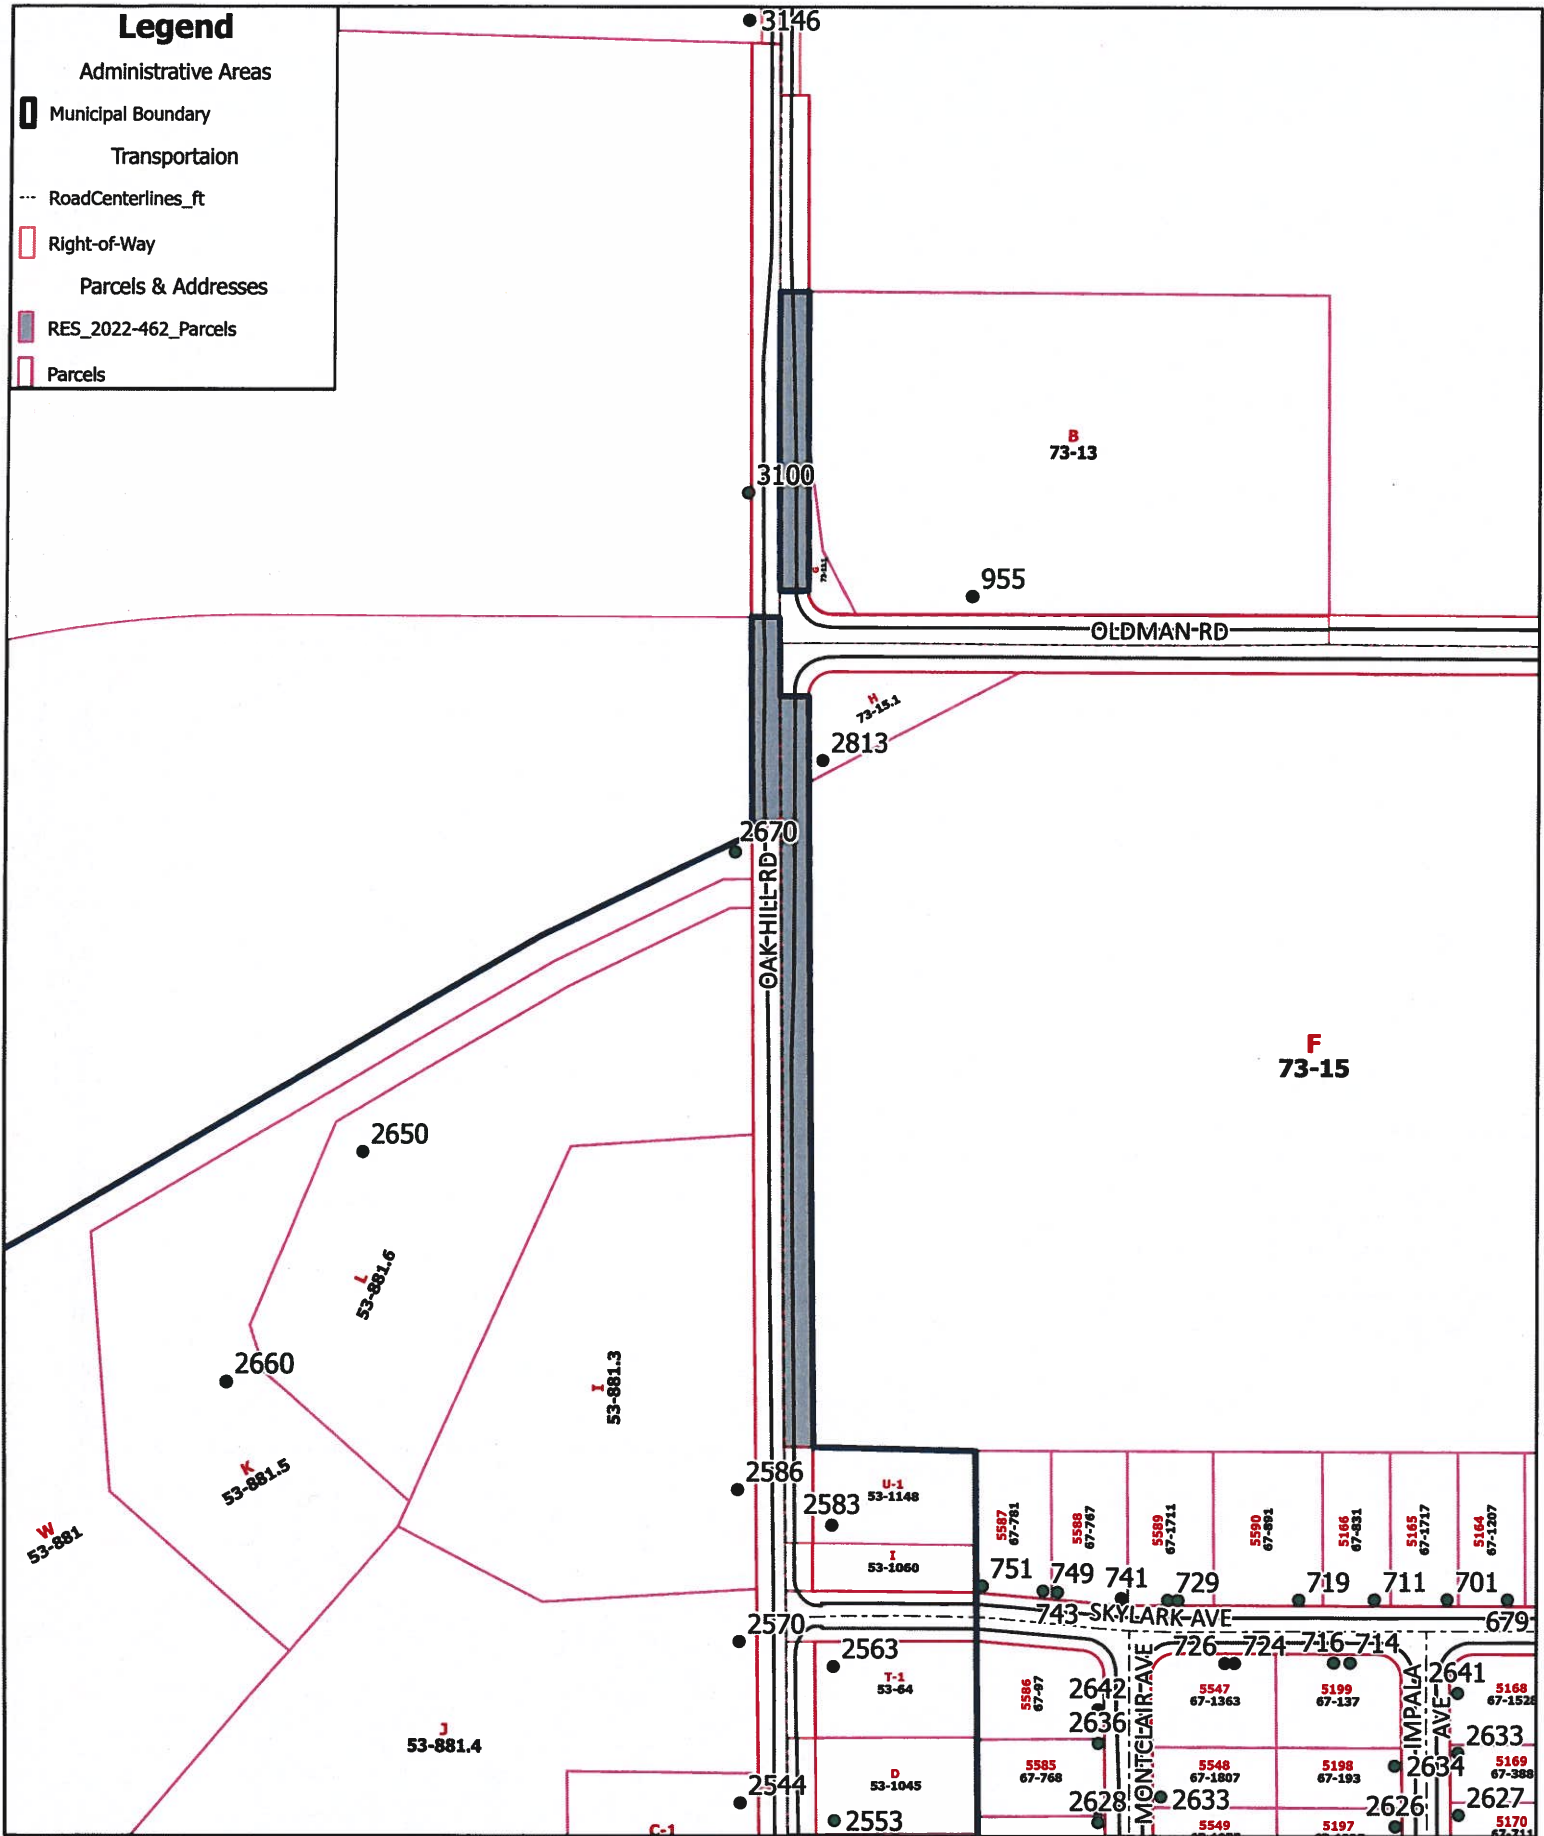 Legend
Administrative Areas
Municipal Boundary
Transportaion
RoadCenterlines_ft
Right-of-Way
Parcels & Addresses
RES_2022-462_Parcels
Parcels
3146
B
73-13
3100
G
955
OLDMAN RD
H
73-15.1
2813
2670
OAK HILL RD
F
73-15
2650
L
53-881.6
2660
I
53-881.3
K
53-881.5
W
53-881
2586
U-1
53-1148
2583
I
53-1060
5587
67-781
5588
67-767
5589
67-1711
5590
67-891
5166
67-831
5165
67-1717
5164
67-1207
751
749
741
729
719
711
701
743
SKYLARK AVE
679
2570
2563
T-1
53-64
5586
67-97
2642
2636
726
724
716
714
5547
67-1363
5199
67-137
2641
5168
67-1528
MONTCLAIR AVE
IMPALA AVE
J
53-881.4
2544
D
53-1045
2553
5585
67-768
2628
5548
67-1807
2633
5198
67-193
2634
2626
2633
5169
67-388
2627
5549
5197
5170
67-711
C-1